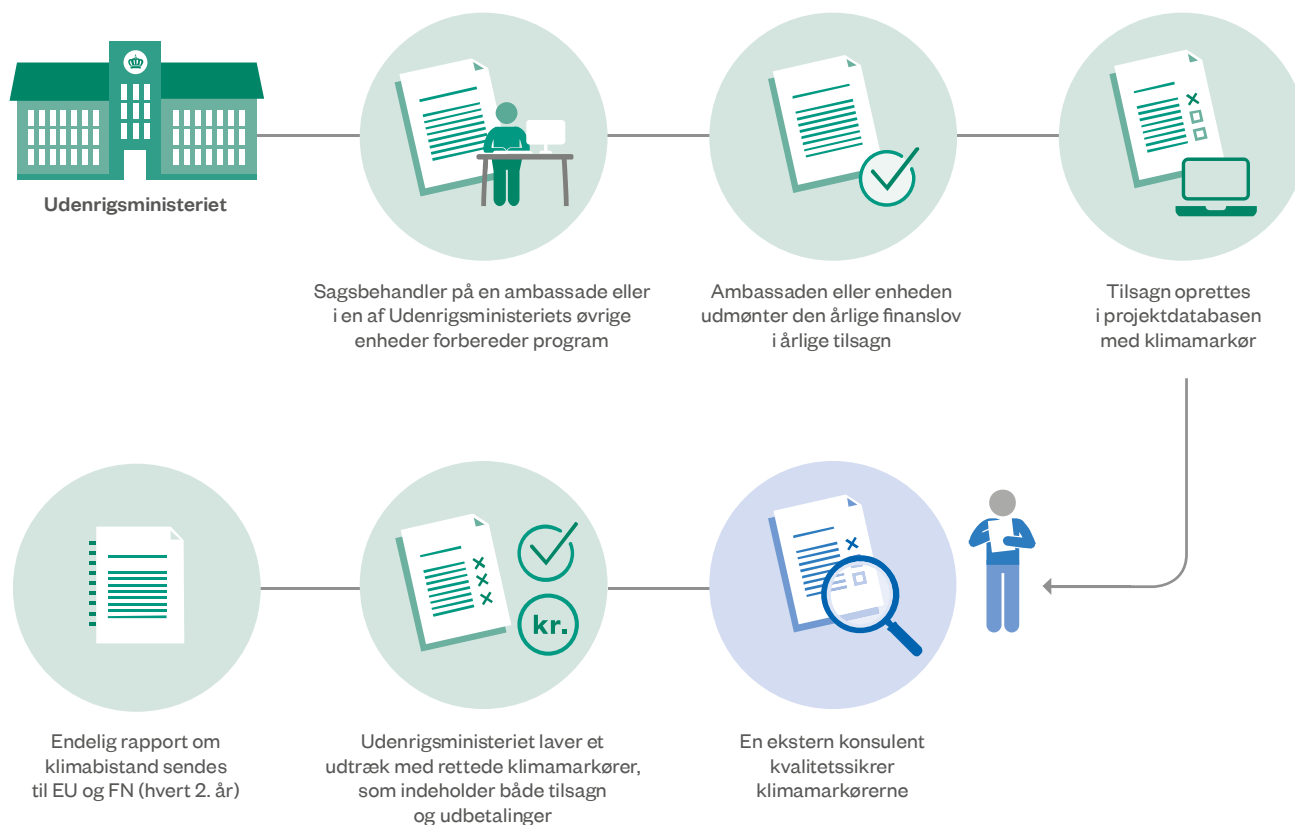 Udenrigsministeriet
Sagsbehandler på en ambassade eller
i en af Udenrigsministeriets øvrige
enheder forbereder program
Ambassaden eller enheden
udmønter den årlige finanslov
i årlige tilsagn
Tilsagn oprettes
i projektdatabasen
med klimamarkør
En ekstern konsulent
kvalitetssikrer
klimamarkørerne
kr.
Udenrigsministeriet laver et
udtræk med rettede klimamarkører,
som indeholder både tilsagn
og udbetalinger
Endelig rapport om
klimabistand sendes
til EU og FN (hvert 2. år)